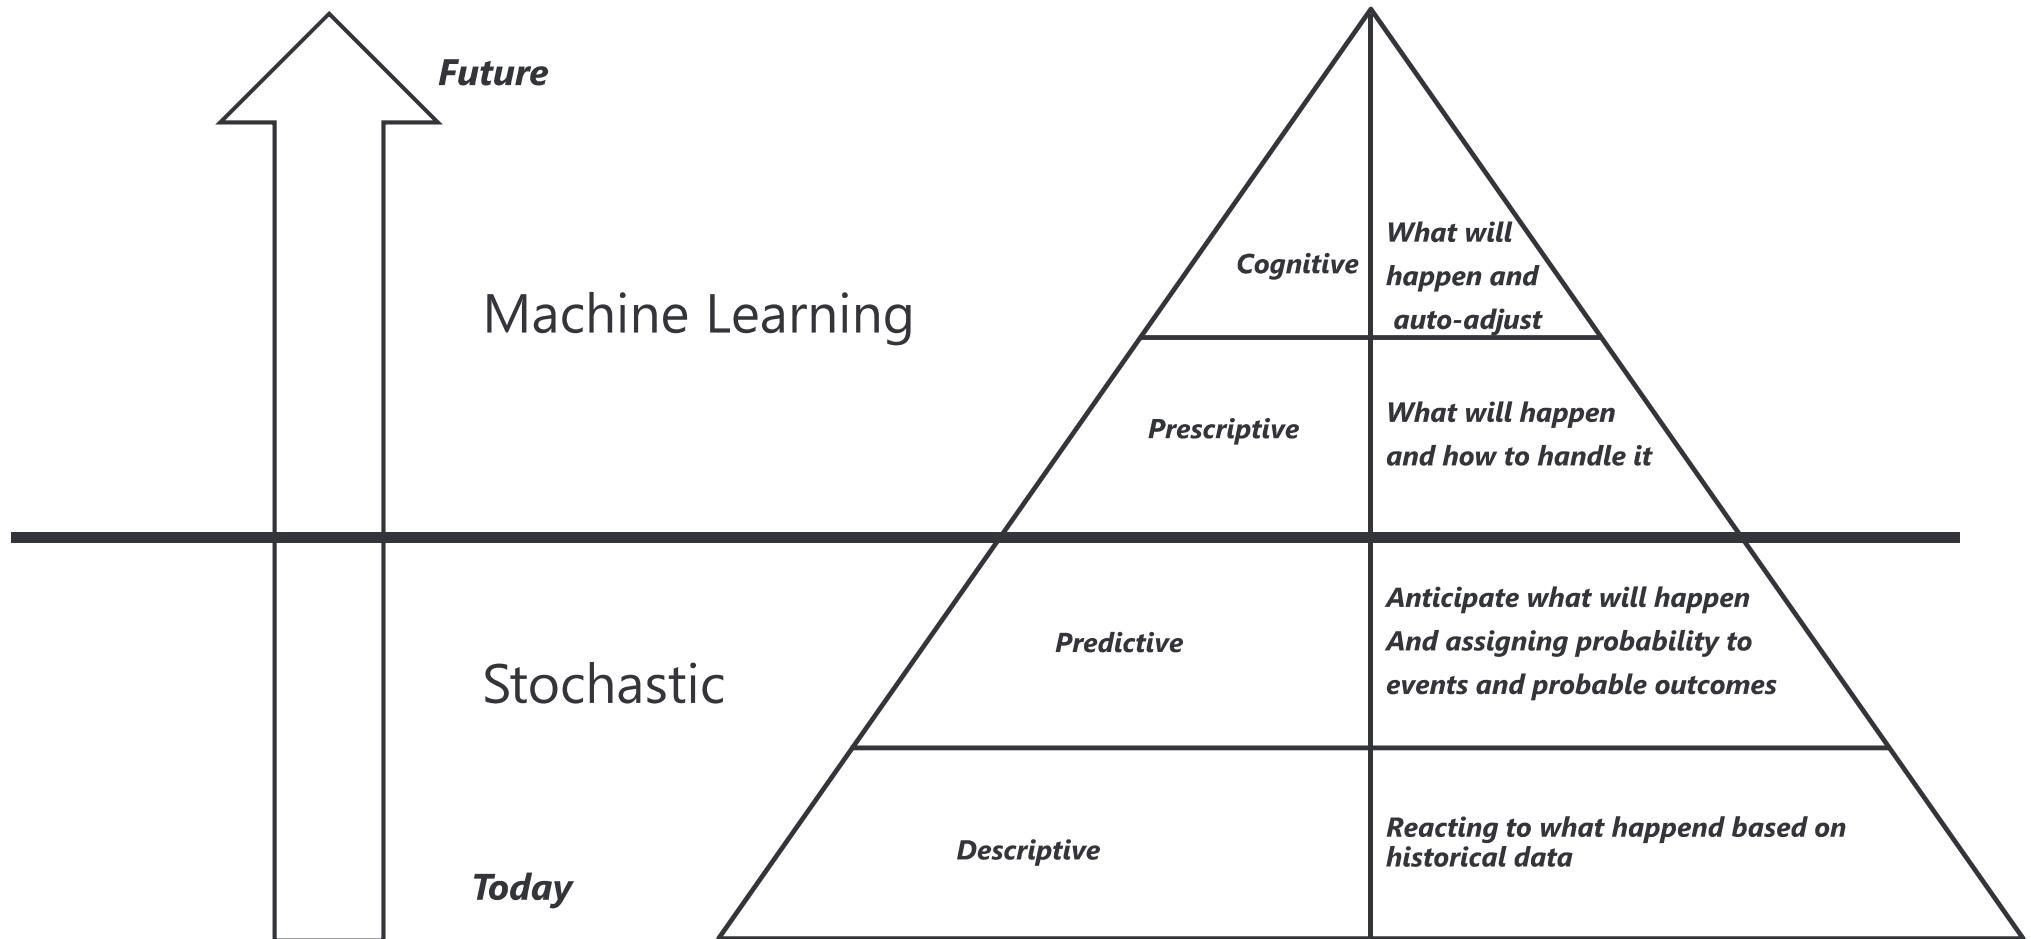 Future
Machine Learning
Stochastic
Today
Cognitive
What will
happen and
auto-adjust
Prescriptive
What will happen
and how to handle it
Predictive
Anticipate what will happen
And assigning probability to
events and probable outcomes
Descriptive
Reacting to what happend based on
historical data